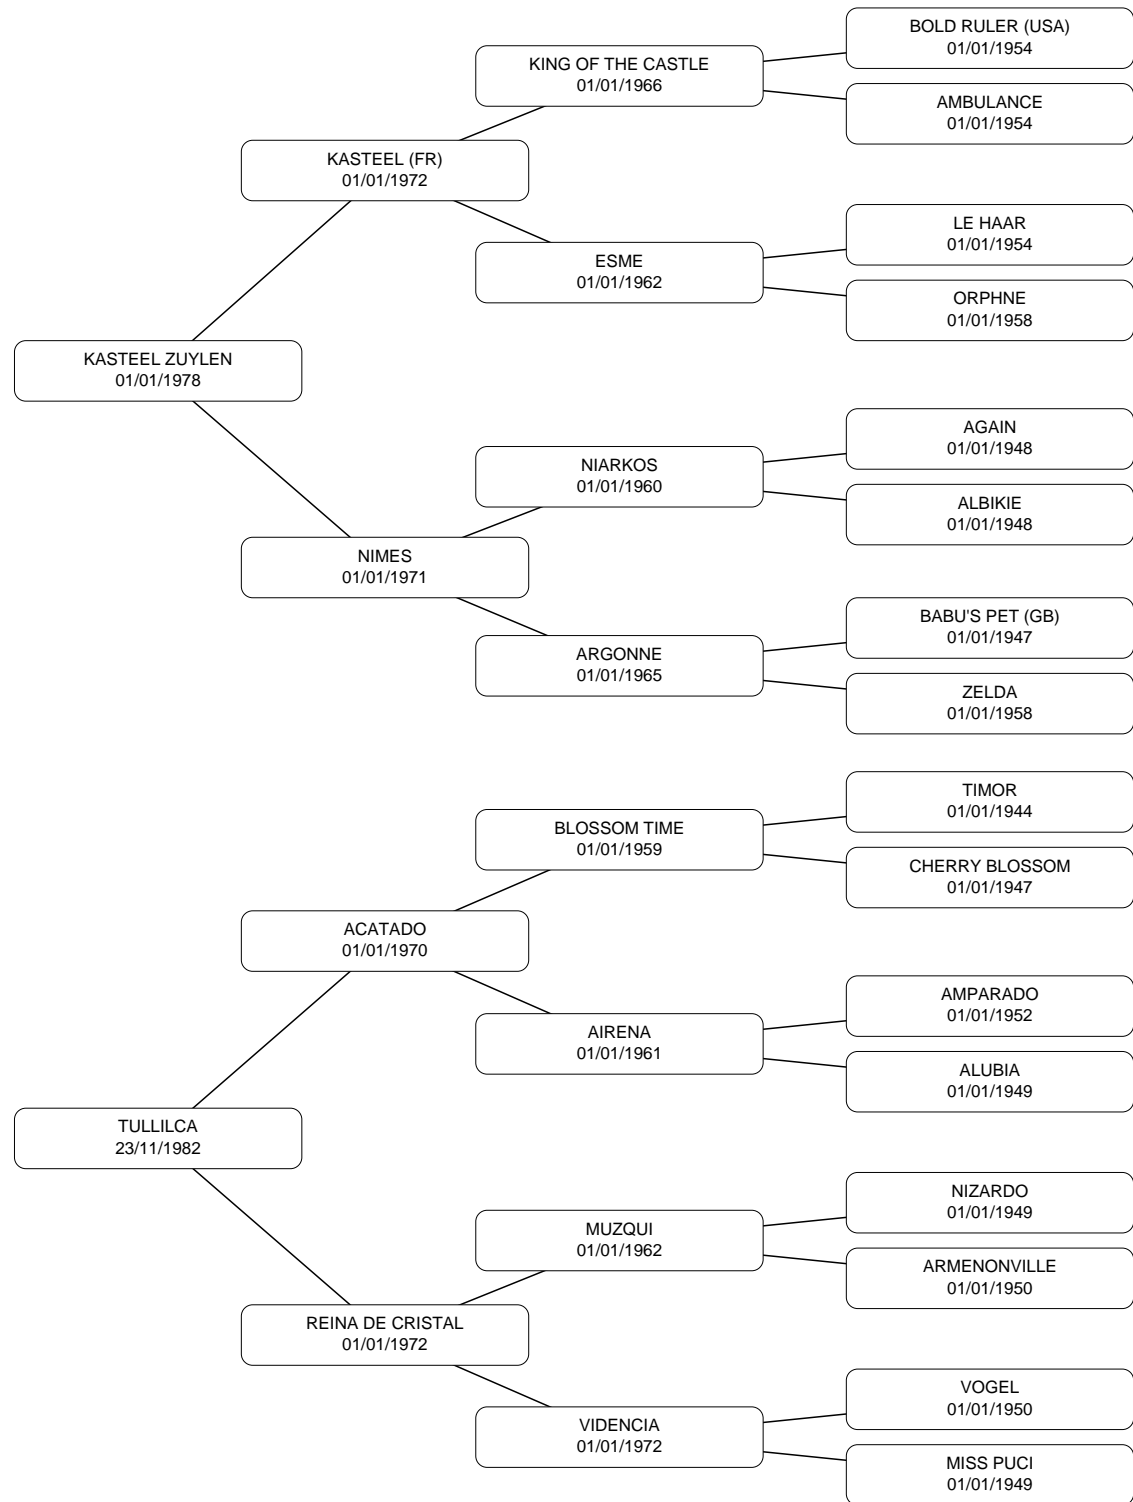 BOLD RULER (USA)
01/01/1954
KING OF THE CASTLE
01/01/1966
AMBULANCE
01/01/1954
KASTEEL (FR)
01/01/1972
LE HAAR
01/01/1954
ESME
01/01/1962
ORPHNE
01/01/1958
KASTEEL ZUYLEN
01/01/1978
AGAIN
01/01/1948
NIARKOS
01/01/1960
ALBIKIE
01/01/1948
NIMES
01/01/1971
BABU'S PET (GB)
01/01/1947
ARGONNE
01/01/1965
ZELDA
01/01/1958
TIMOR
01/01/1944
BLOSSOM TIME
01/01/1959
CHERRY BLOSSOM
01/01/1947
ACATADO
01/01/1970
AMPARADO
01/01/1952
AIRENA
01/01/1961
ALUBIA
01/01/1949
TULLILCA
23/11/1982
NIZARDO
01/01/1949
MUZQUI
01/01/1962
ARMENONVILLE
01/01/1950
REINA DE CRISTAL
01/01/1972
VOGEL
01/01/1950
VIDENCIA
01/01/1972
MISS PUCI
01/01/1949